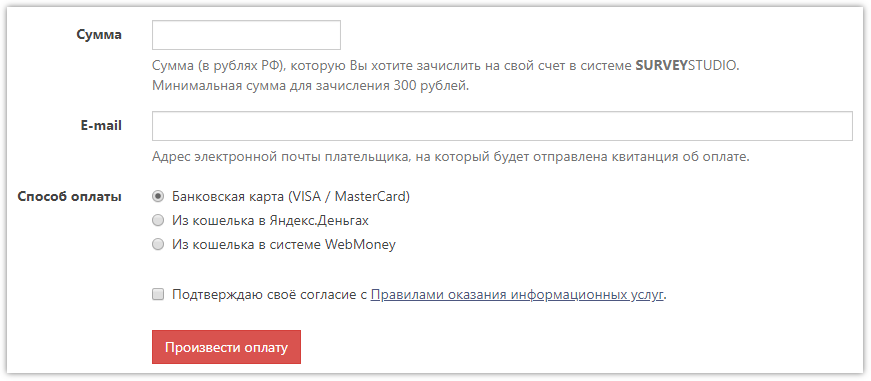 Сумма
Сумма (в рублях РФ), которую Вы хотите зачислить на свой счет в системе SURVEYSTUDIO.
Минимальная сумма для зачисления 300 рублей.
E-mail
Адрес электронной почты плательщика, на который будет отправлена квитанция об оплате.
Способ оплаты
Банковская карта (VISA / MasterCard)
Из кошелька в Яндекс.Деньгах
Из кошелька в системе WebMoney
Подтверждаю своё согласие с Правилами оказания информационных услуг.
Произвести оплату